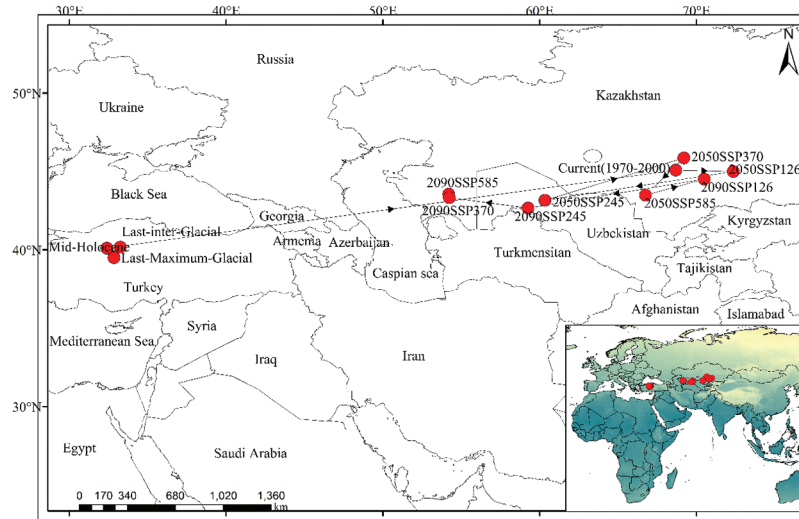 30°E 40°E 50°E 60°E 70°E
N
Russia
50°N
Kazakhstan
Ukraine
2050SSP370
Current(1970-2000)
2050SSP126
2090SSP585
2090SSP126
Black Sea
2050SSP585
2050SSP245
2090SSP370
2090SSP245
Georgia
Kyrgyzstan
Last-inter-Glacial
Uzbekistan
Armema
Azerbaijan
40°N
Mid-Holocene
Turkmensitan
Last-Maximum-Glacial
Tajikistan
Caspian sea
Turkey
Afghanistan
Islamabad
Syria
Mediterranean Sea
Iraq
Iran
30°N
Egypt
Saudi Arabia
0 170 340 680 1,020 1,360
km